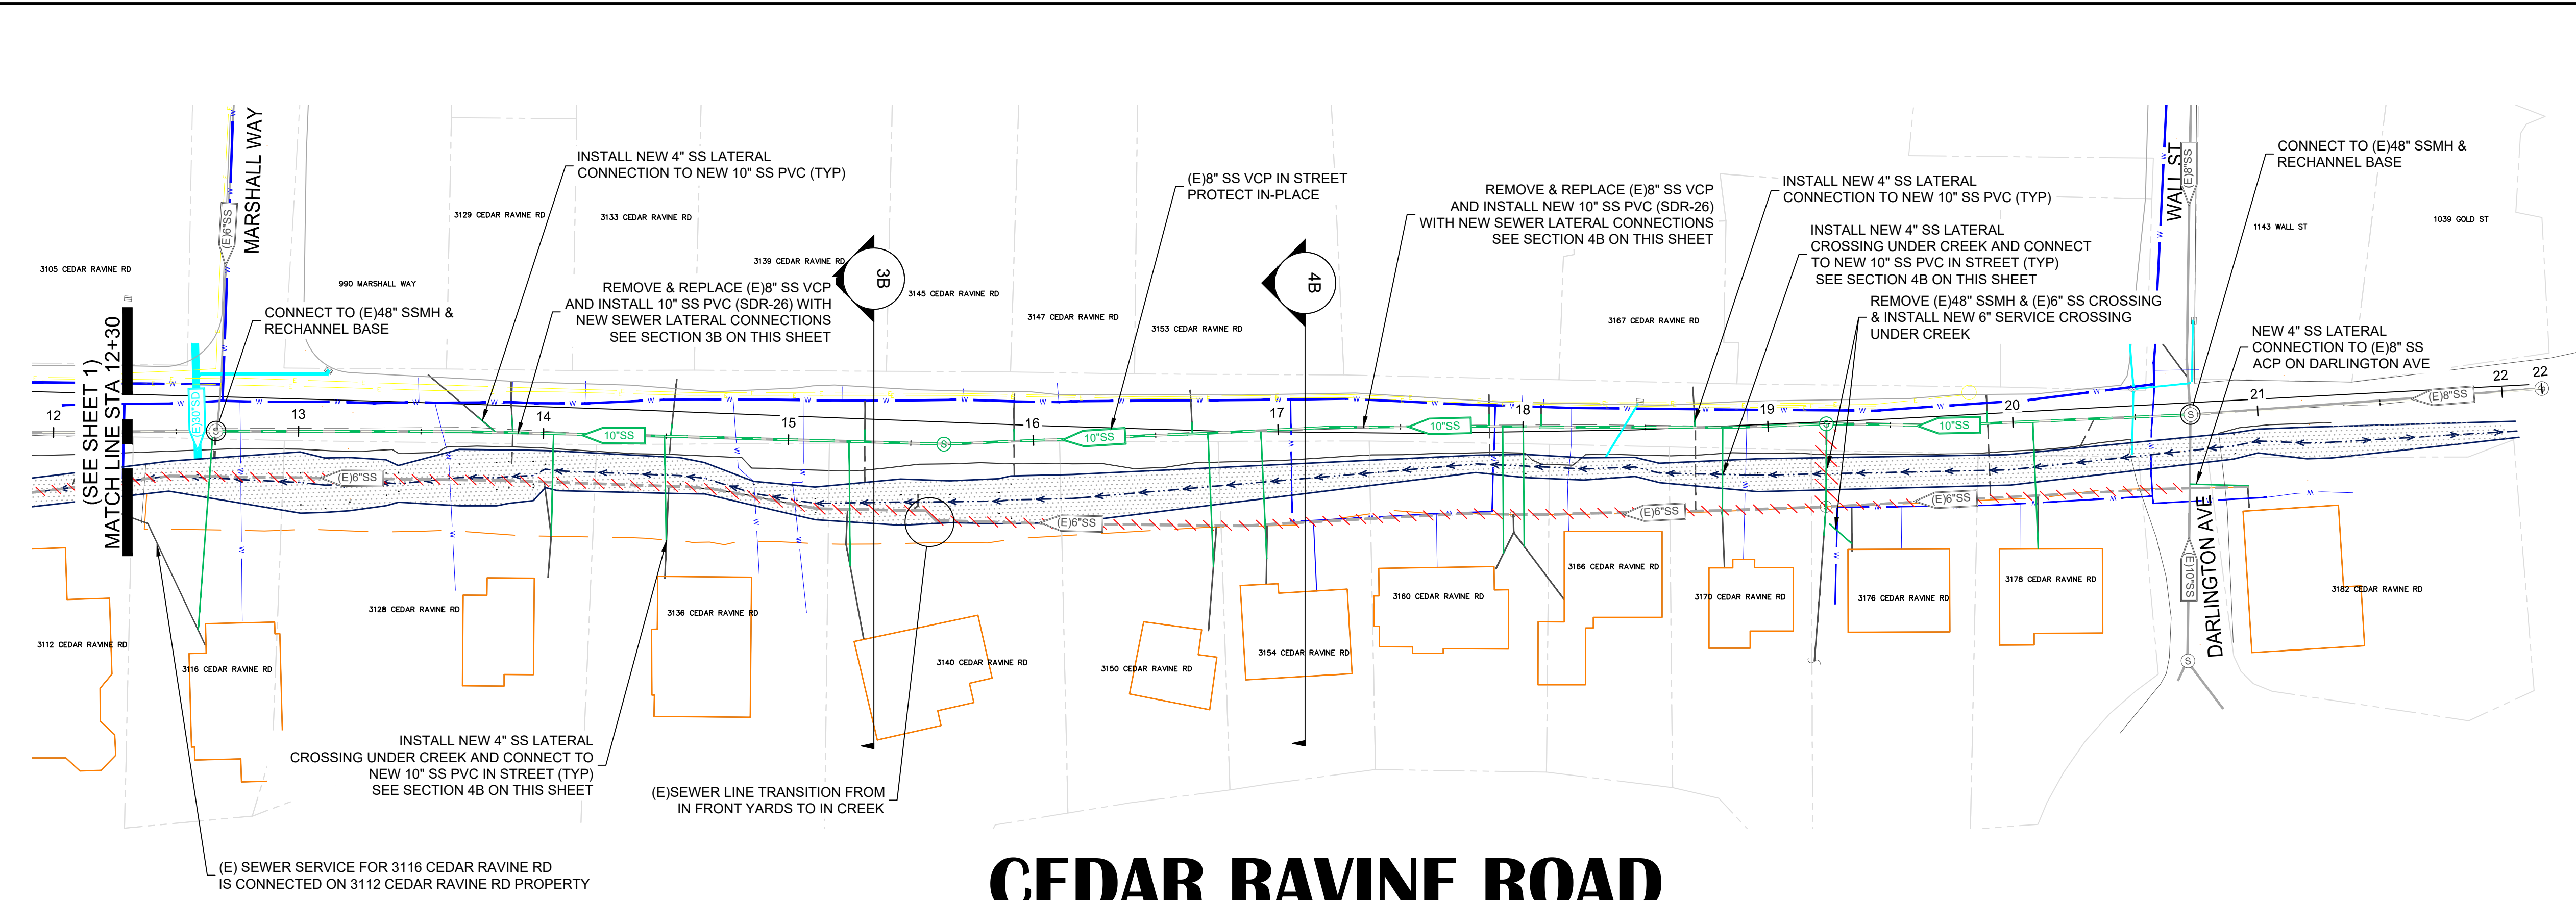 MARSHALL WAY
(E)6"SS
INSTALL NEW 4" SS LATERAL
CONNECTION TO NEW 10" SS PVC (TYP)
3129 CEDAR RAVINE RD
3133 CEDAR RAVINE RD
3105 CEDAR RAVINE RD
990 MARSHALL WAY
CONNECT TO (E)48" SSMH &
RECHANNEL BASE
3139 CEDAR RAVINE RD
REMOVE & REPLACE (E)8" SS VCP
AND INSTALL 10" SS PVC (SDR-26) WITH
NEW SEWER LATERAL CONNECTIONS
SEE SECTION 3B ON THIS SHEET
3B
3145 CEDAR RAVINE RD
3147 CEDAR RAVINE RD
(E)8" SS VCP IN STREET
PROTECT IN-PLACE
3153 CEDAR RAVINE RD
4B
REMOVE & REPLACE (E)8" SS VCP
AND INSTALL NEW 10" SS PVC (SDR-26)
WITH NEW SEWER LATERAL CONNECTIONS
SEE SECTION 4B ON THIS SHEET
3167 CEDAR RAVINE RD
INSTALL NEW 4" SS LATERAL
CONNECTION TO NEW 10" SS PVC (TYP)
INSTALL NEW 4" SS LATERAL
CROSSING UNDER CREEK AND CONNECT
TO NEW 10" SS PVC IN STREET (TYP)
SEE SECTION 4B ON THIS SHEET
REMOVE (E)48" SSMH & (E)6" SS CROSSING
& INSTALL NEW 6" SERVICE CROSSING
UNDER CREEK
WALL ST
(E)8"SS
CONNECT TO (E)48" SSMH &
RECHANNEL BASE
1143 WALL ST
1039 GOLD ST
NEW 4" SS LATERAL
CONNECTION TO (E)8" SS
ACP ON DARLINGTON AVE
(SEE SHEET 1)
MATCH LINE STA 12+30
(E)30"SD
12
13
14
15
16
17
18
19
20
21
22
22
10"SS
10"SS
10"SS
10"SS
(E)8"SS
S
S
S
S
(E)6"SS
(E)6"SS
(E)6"SS
(E)6"SS
(E)10"SS
DARLINGTON AVE
S
3112 CEDAR RAVINE RD
3116 CEDAR RAVINE RD
3128 CEDAR RAVINE RD
3136 CEDAR RAVINE RD
3140 CEDAR RAVINE RD
3150 CEDAR RAVINE RD
3154 CEDAR RAVINE RD
3160 CEDAR RAVINE RD
3166 CEDAR RAVINE RD
3170 CEDAR RAVINE RD
3176 CEDAR RAVINE RD
3178 CEDAR RAVINE RD
3182 CEDAR RAVINE RD
INSTALL NEW 4" SS LATERAL
CROSSING UNDER CREEK AND CONNECT TO
NEW 10" SS PVC IN STREET (TYP)
SEE SECTION 4B ON THIS SHEET
(E)SEWER LINE TRANSITION FROM
IN FRONT YARDS TO IN CREEK
(E) SEWER SERVICE FOR 3116 CEDAR RAVINE RD
IS CONNECTED ON 3112 CEDAR RAVINE RD PROPERTY
CEDAR RAVINE ROAD